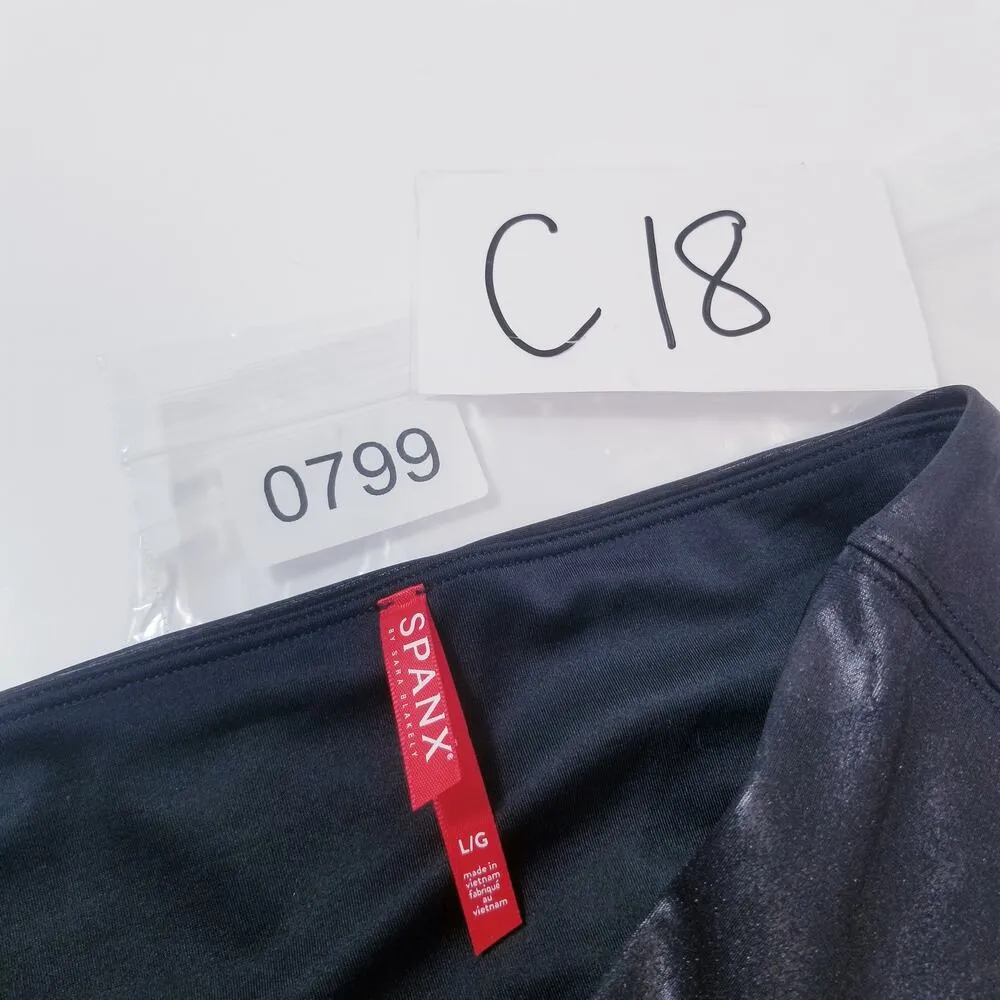 C18
0799
SPANX®
BY SARA BLAKELY
L/G
made in
vietnam
fabriqué
au
vietnam